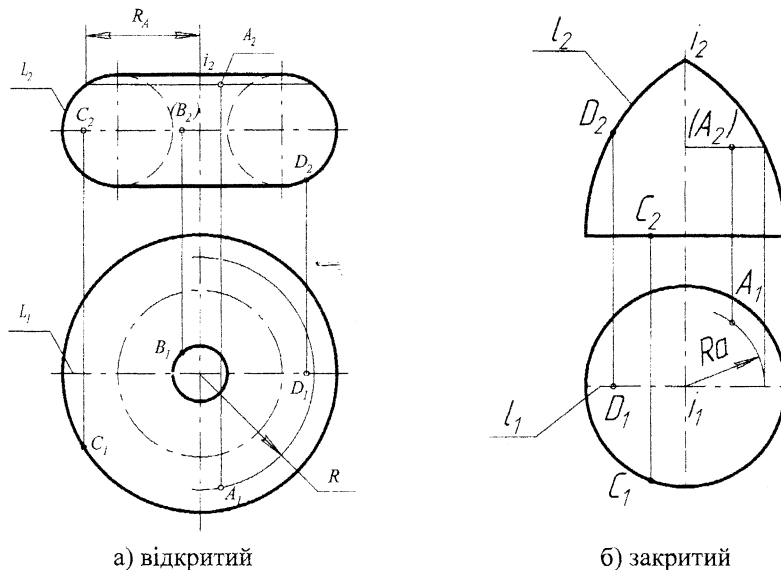 R_A
A_2
i_2
L_2
C_2
(B_2)
D_2
L_1
B_1
D_1
C_1
A_1
R
l_2
i_2
D_2
(A_2)
C_2
A_1
Ra
l_1
D_1
i_1
C_1
а) відкритий
б) закритий